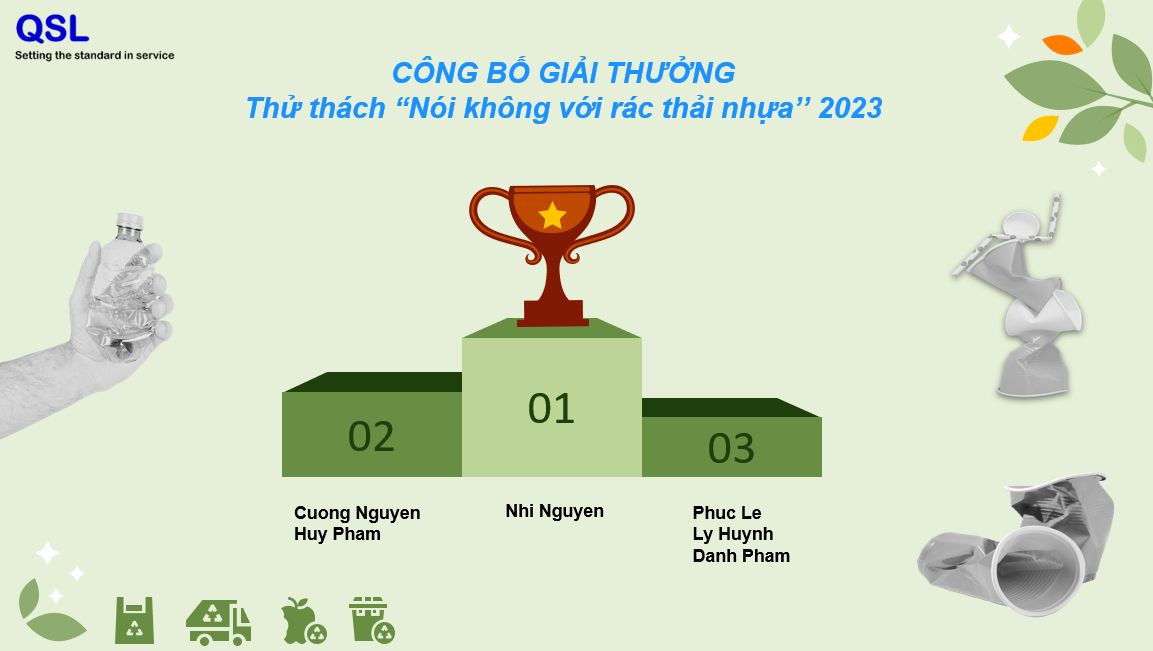 QSL
Setting the standard in service
CÔNG BỐ GIẢI THƯỞNG
Thử thách “Nói không với rác thải nhựa’’ 2023
01
02
03
Cuong Nguyen
Huy Pham
Nhi Nguyen
Phuc Le
Ly Huynh
Danh Pham